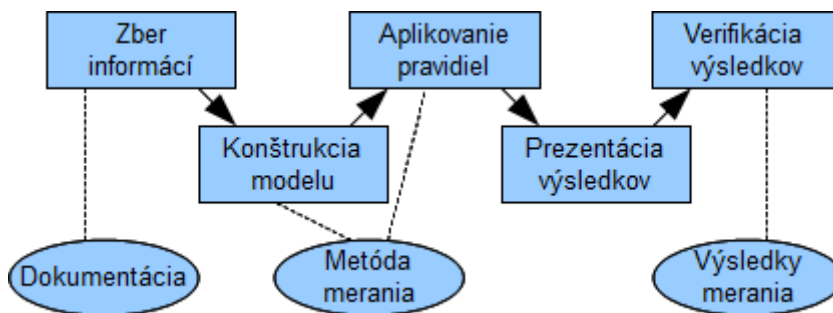 Zber
informácí
Aplikovanie
pravidiel
Verifikácia
výsledkov
Konštrukcia
modelu
Prezentácia
výsledkov
Dokumentácia
Metóda
merania
Výsledky
merania